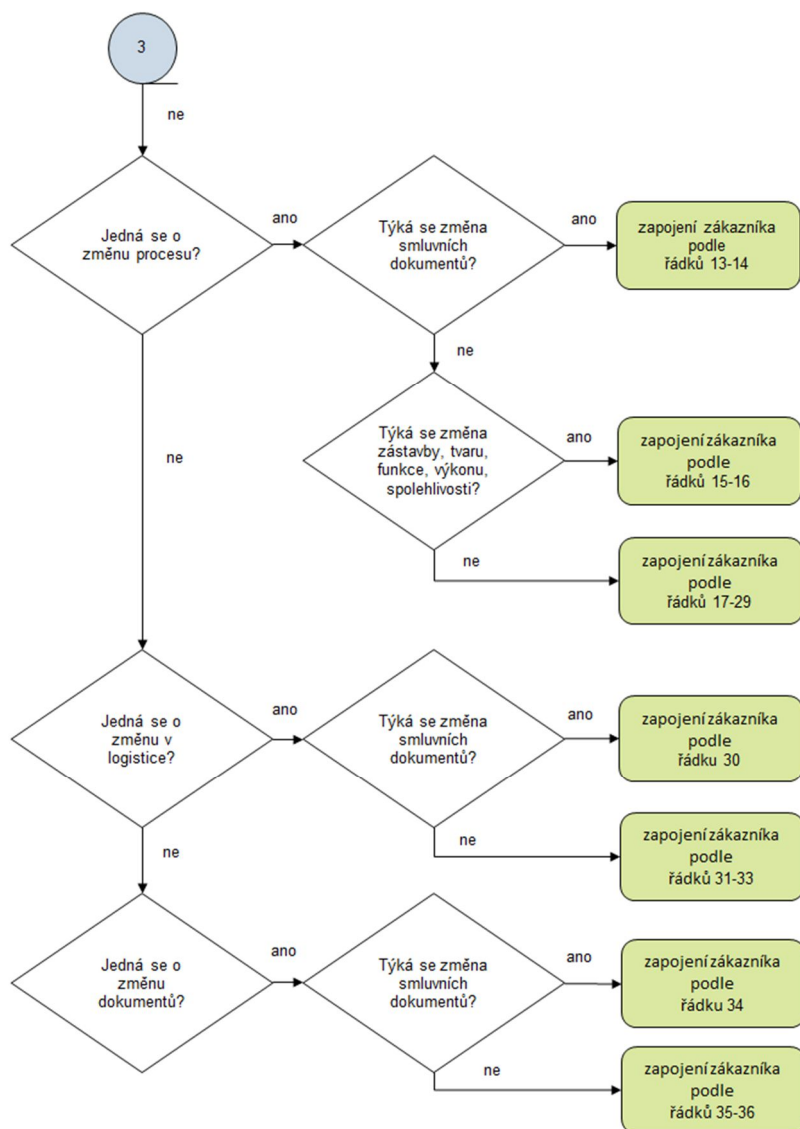 3
ne
Jedná se o
změnu procesu?
ano
Týká se změna
smluvních
dokumentů?
ano
zapojení zákazníka
podle
řádků 13-14
ne
Týká se změna
zástavby, tvaru,
funkce, výkonu,
spolehlivosti?
ano
zapojení zákazníka
podle
řádků 15-16
ne
ne
zapojení zákazníka
podle
řádků 17-29
Jedná se o
změnu v
logistice?
ano
Týká se změna
smluvních
dokumentů?
ano
zapojení zákazníka
podle
řádku 30
ne
zapojení zákazníka
podle
řádků 31-33
ne
Jedná se o
změnu
dokumentů?
ano
Týká se změna
smluvních
dokumentů?
ano
zapojení zákazníka
podle
řádku 34
ne
zapojení zákazníka
podle
řádků 35-36